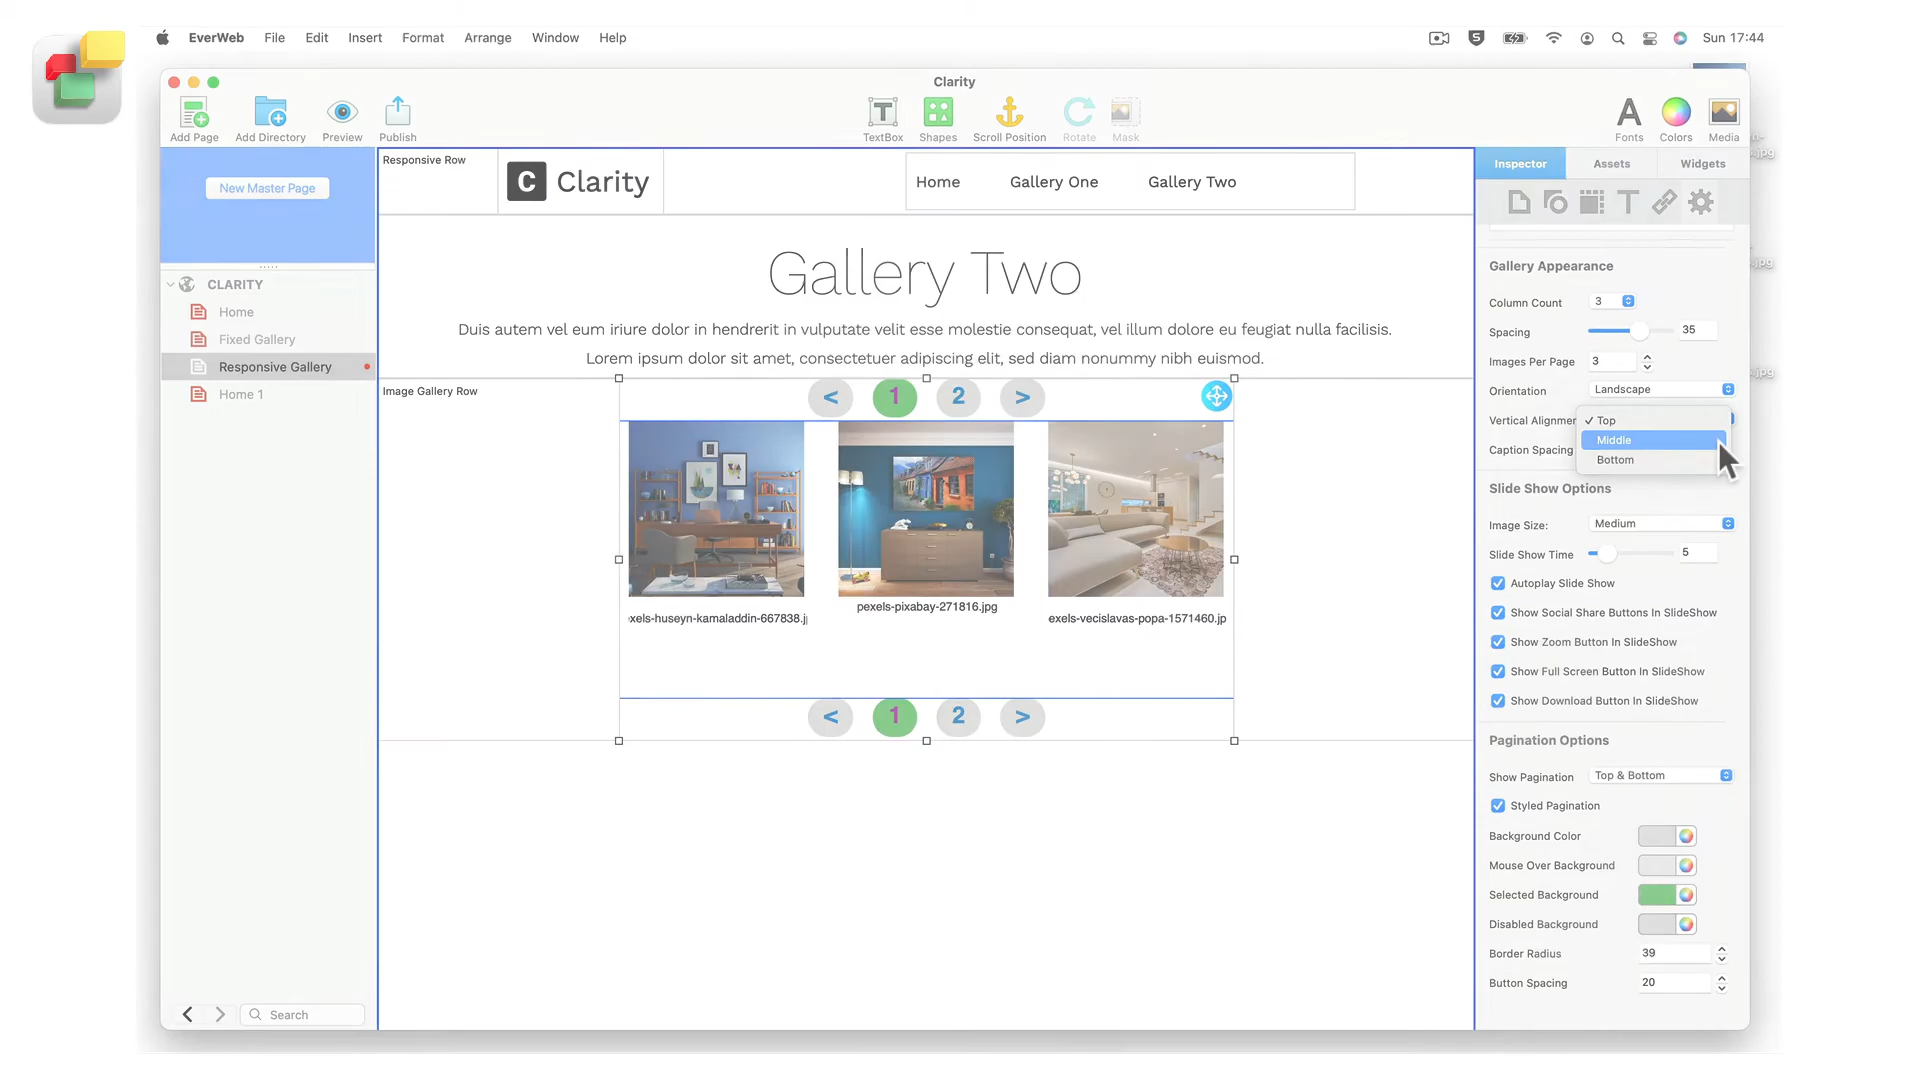 EverWeb File Edit Insert Format Arrange Window Help
Sun 17:44
Clarity
Add Page Add Directory Preview Publish
TextBox Shapes Scroll Position Rotate Mask
Fonts Colors Media
New Master Page
CLARITY
Home
Fixed Gallery
Responsive Gallery
Home 1
Search
Responsive Row
C Clarity
Home Gallery One Gallery Two
Gallery Two
Duis autem vel eum iriure dolor in hendrerit in vulputate velit esse molestie consequat, vel illum dolore eu feugiat nulla facilisis.
Lorem ipsum dolor sit amet, consectetuer adipiscing elit, sed diam nonummy nibh euismod.
Image Gallery Row
< 1 2 >
pexels-pixabay-271816.jpg
xels-huseyn-kamaladdin-667838.j
exels-vecislavas-popa-1571460.jp
< 1 2 >
Inspector Assets Widgets
Gallery Appearance
Column Count 3
Spacing 35
Images Per Page 3
Orientation Landscape
Vertical Alignmer
Top
Middle
Bottom
Caption Spacing
Slide Show Options
Image Size: Medium
Slide Show Time 5
Autoplay Slide Show
Show Social Share Buttons In SlideShow
Show Zoom Button In SlideShow
Show Full Screen Button In SlideShow
Show Download Button In SlideShow
Pagination Options
Show Pagination Top & Bottom
Styled Pagination
Background Color
Mouse Over Background
Selected Background
Disabled Background
Border Radius 39
Button Spacing 20